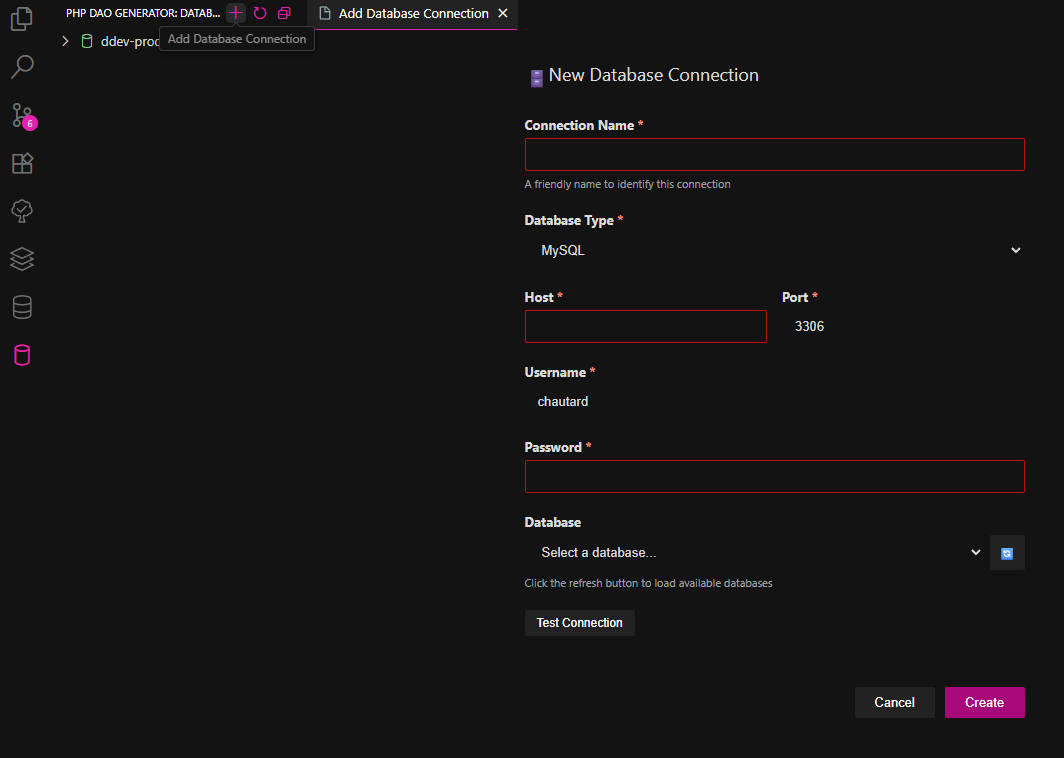 PHP DAO GENERATOR: DATAB...
Add Database Connection
Add Database Connection
ddev-prod
6
New Database Connection
Connection Name *
A friendly name to identify this connection
Database Type *
MySQL
Host *
Port *
3306
Username *
chautard
Password *
Database
Select a database...
Click the refresh button to load available databases
Test Connection
Cancel
Create